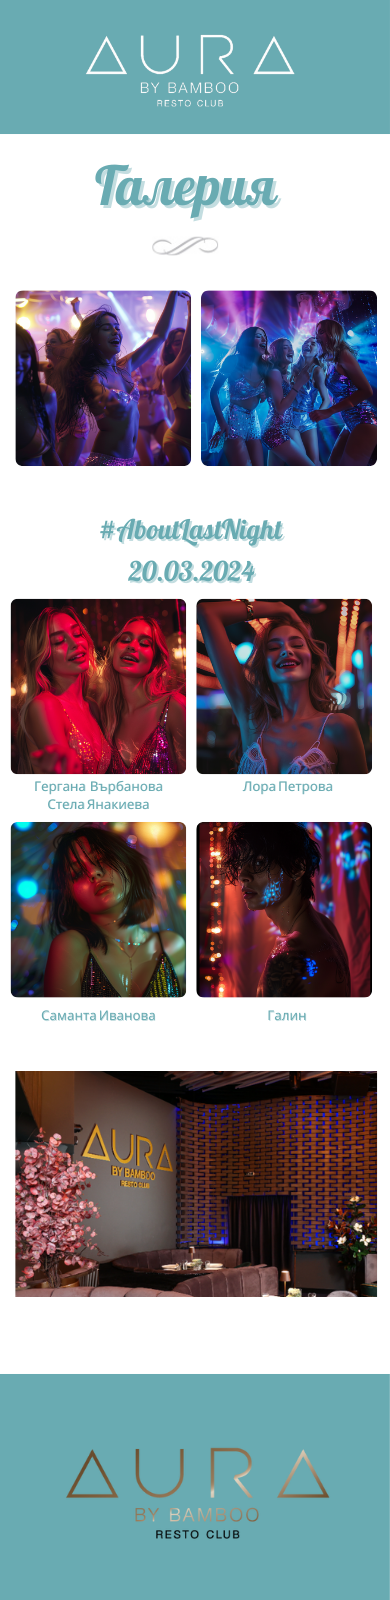 AURA
BY BAMBOO
RESTO CLUB
Галерия
#AboutLastNight
20.03.2024
Гергана Върбанова
Стела Янакиева
Лора Петрова
Саманта Иванова
Галин
AURA
BY BAMBOO
RESTO CLUB
AURA
BY BAMBOO
RESTO CLUB